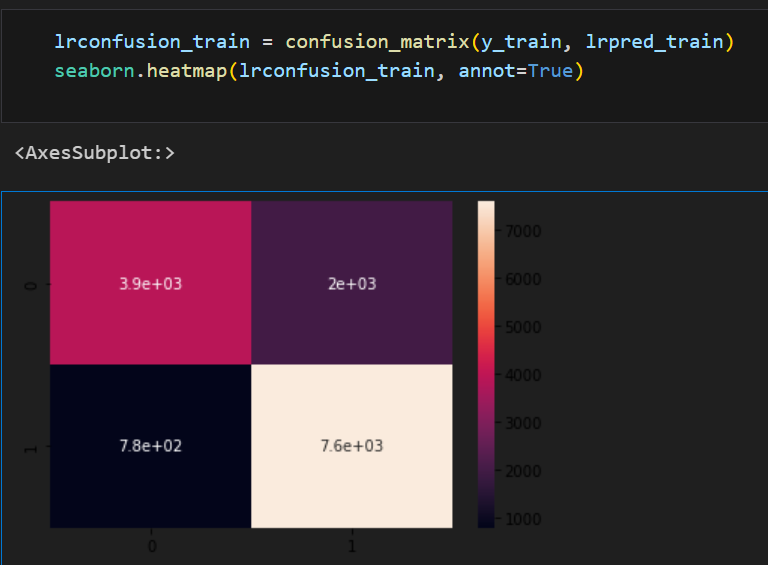 lrconfusion_train = confusion_matrix(y_train, lrpred_train)
seaborn.heatmap(lrconfusion_train, annot=True)
<AxesSubplot:>
7000
0 3.9e+03 2e+03
6000
5000
4000
3000
1 7.8e+02 7.6e+03
2000
1000
0 1